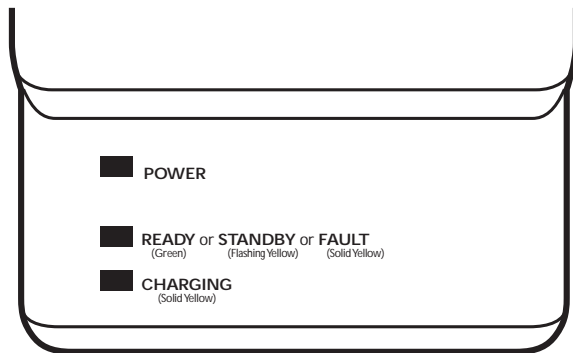 POWER
READY or STANDBY or FAULT
(Green) (Flashing Yellow) (Solid Yellow)
CHARGING
(Solid Yellow)